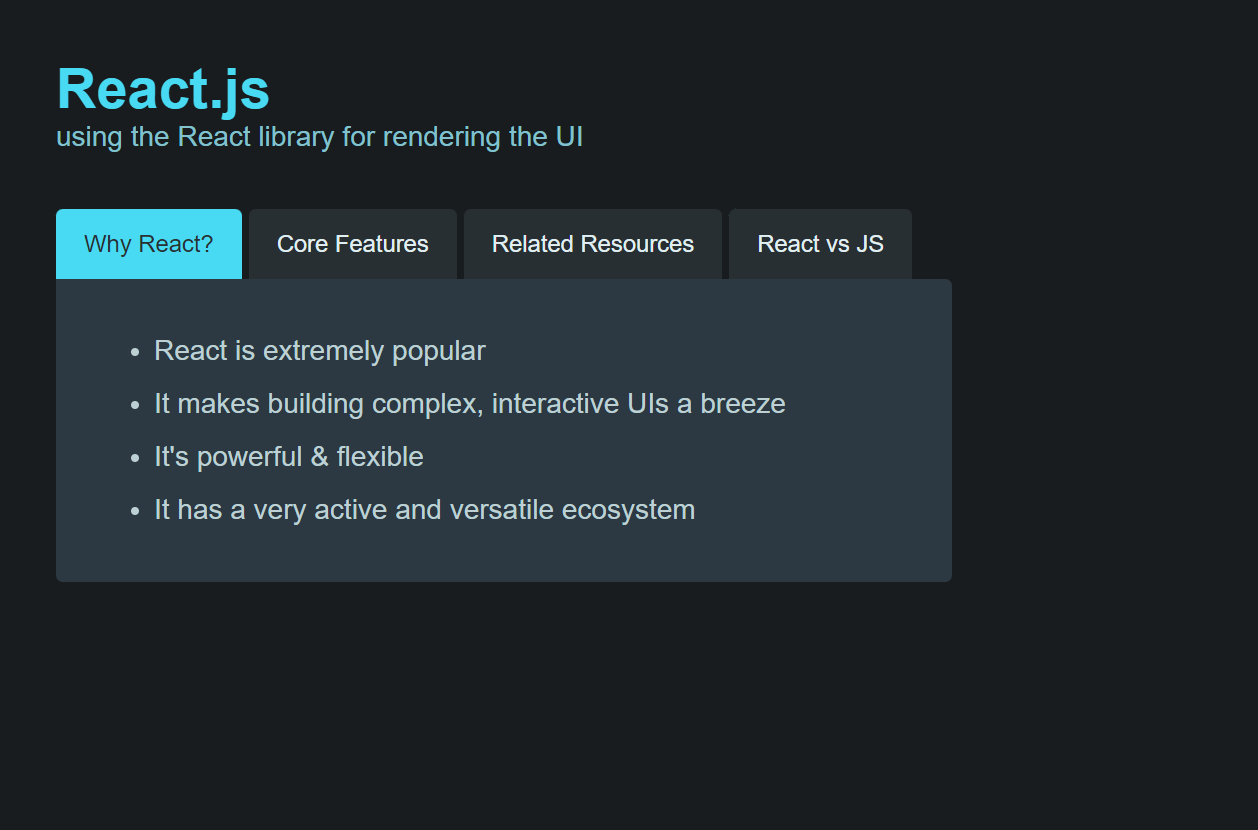 React.js
using the React library for rendering the UI
Why React? Core Features Related Resources React vs JS
React is extremely popular
It makes building complex, interactive UIs a breeze
It's powerful & flexible
It has a very active and versatile ecosystem